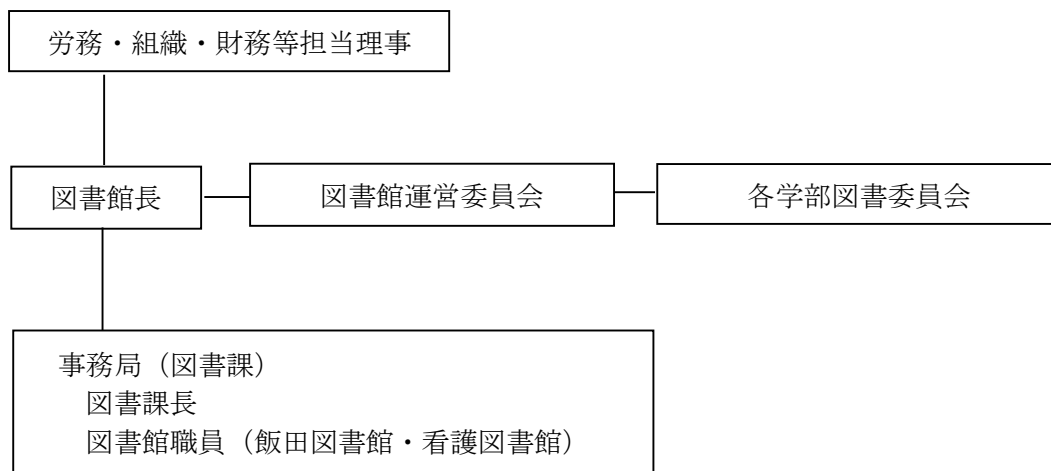 労務・組織・財務等担当理事
図書館長
図書館運営委員会
各学部図書委員会
事務局（図書課）
図書課長
図書館職員（飯田図書館・看護図書館）